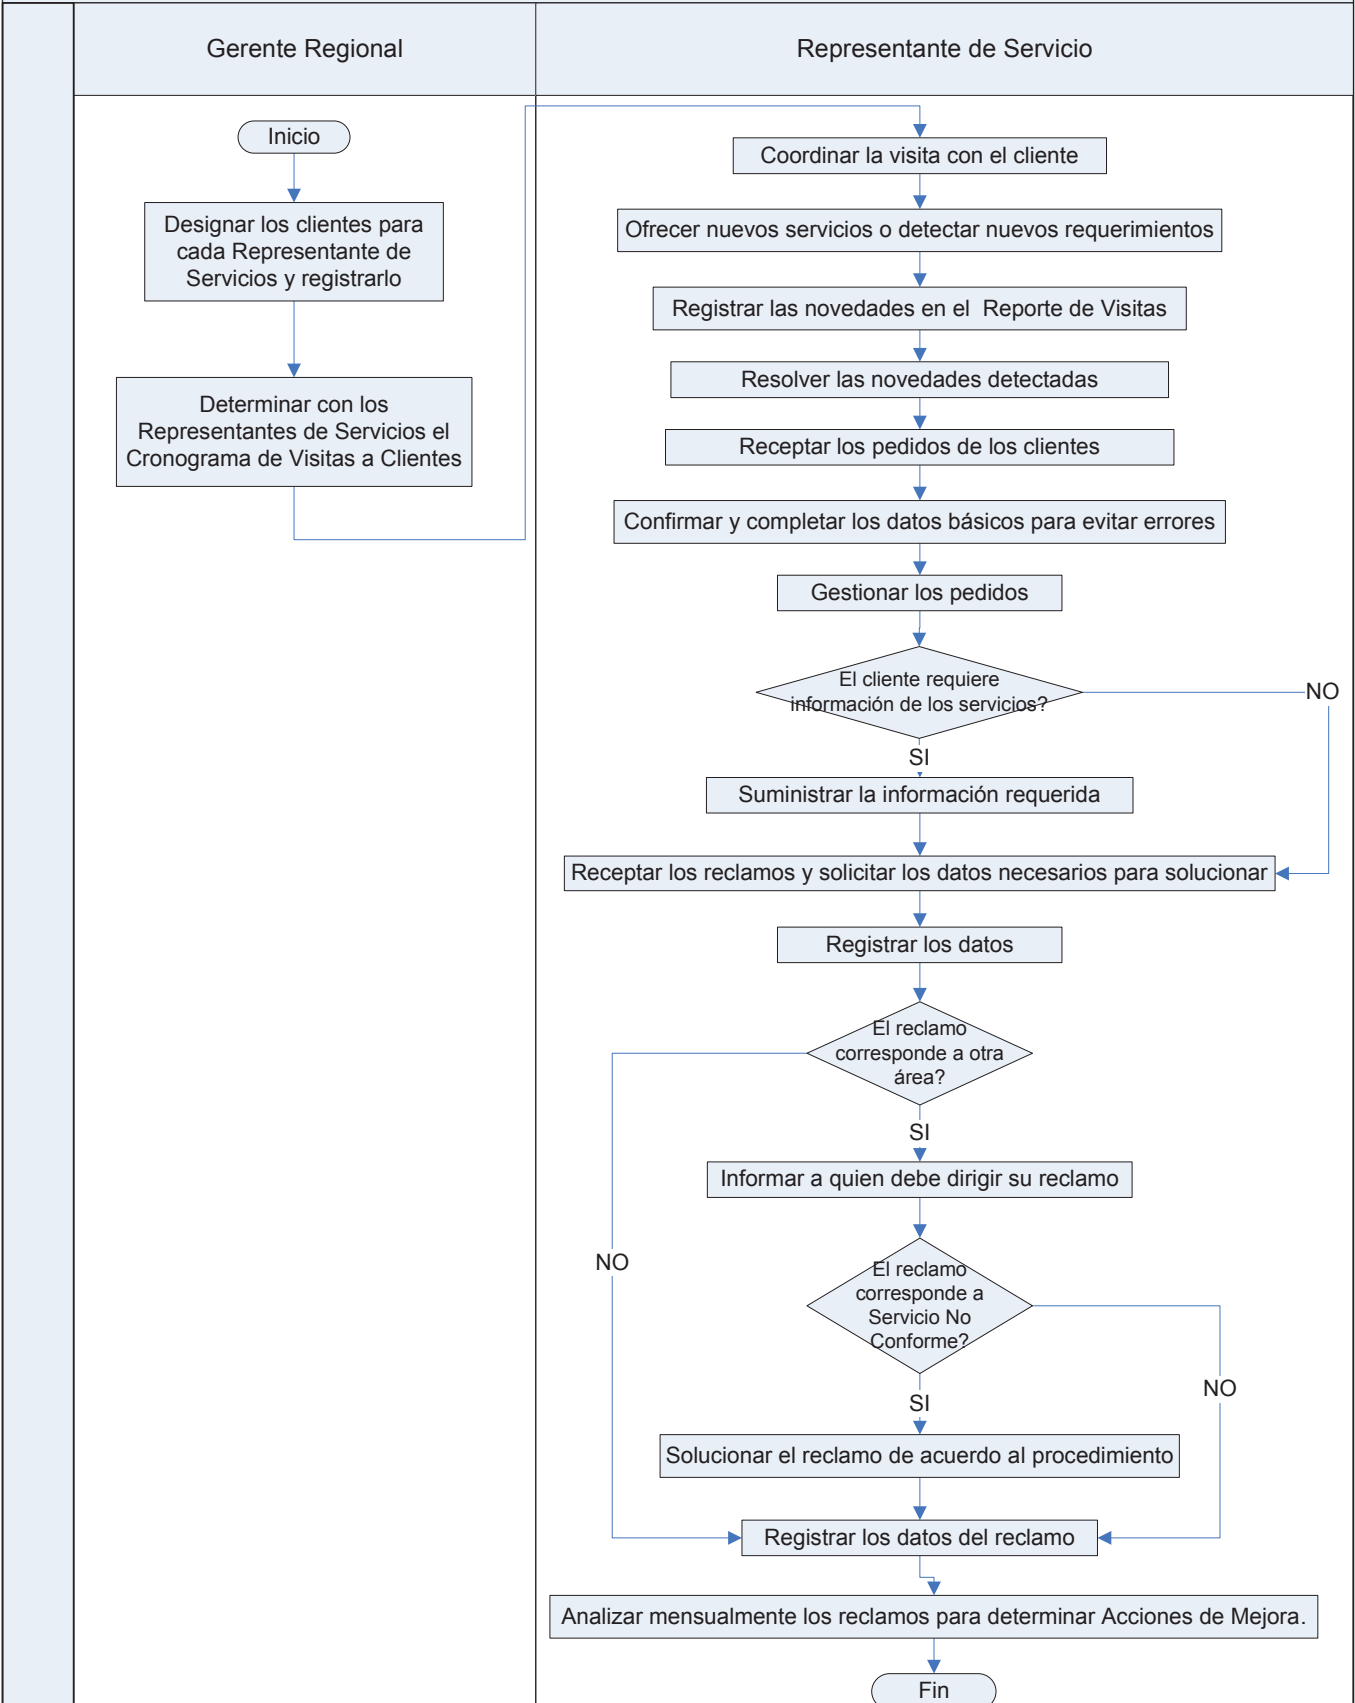 Gerente Regional
Representante de Servicio
Inicio
Designar los clientes para
cada Representante de
Servicios y registrarlo
Determinar con los
Representantes de Servicios el
Cronograma de Visitas a Clientes
Coordinar la visita con el cliente
Ofrecer nuevos servicios o detectar nuevos requerimientos
Registrar las novedades en el Reporte de Visitas
Resolver las novedades detectadas
Receptar los pedidos de los clientes
Confirmar y completar los datos básicos para evitar errores
Gestionar los pedidos
El cliente requiere
información de los servicios?
NO
SI
Suministrar la información requerida
Receptar los reclamos y solicitar los datos necesarios para solucionar
Registrar los datos
El reclamo
corresponde a otra
área?
SI
Informar a quien debe dirigir su reclamo
NO
El reclamo
corresponde a
Servicio No
Conforme?
NO
SI
Solucionar el reclamo de acuerdo al procedimiento
Registrar los datos del reclamo
Analizar mensualmente los reclamos para determinar Acciones de Mejora.
Fin